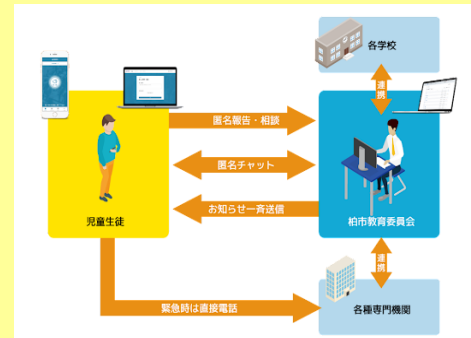 各学校
連携
匿名報告・相談
匿名チャット
お知らせ一斉送信
児童生徒
柏市教育委員会
連携
緊急時は直接電話
各種専門機関